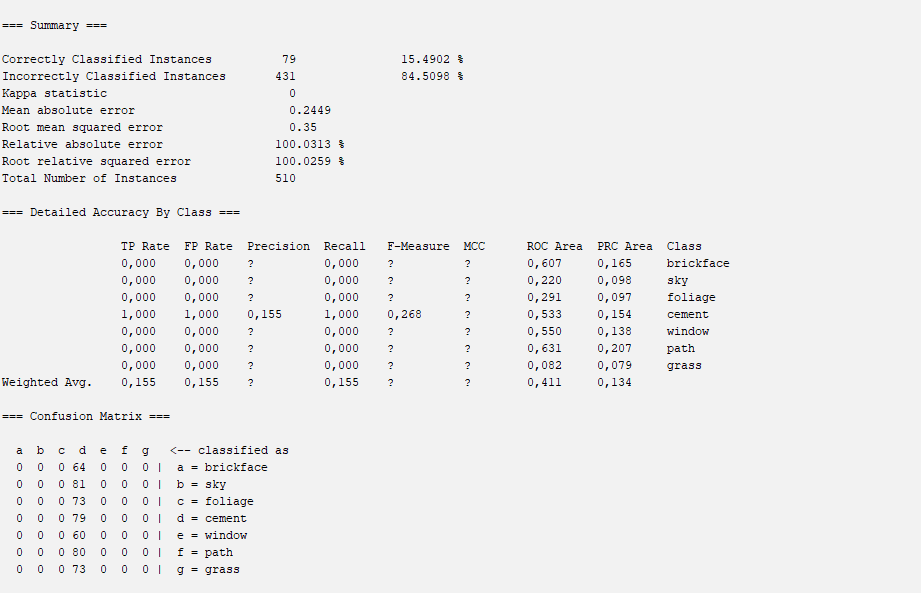 === Summary ===
Correctly Classified Instances 79 15.4902 %
Incorrectly Classified Instances 431 84.5098 %
Kappa statistic 0
Mean absolute error 0.2449
Root mean squared error 0.35
Relative absolute error 100.0313 %
Root relative squared error 100.0259 %
Total Number of Instances 510
=== Detailed Accuracy By Class ===
TP Rate FP Rate Precision Recall F-Measure MCC ROC Area PRC Area Class
0,000 0,000 ? 0,000 ? ? 0,607 0,165 brickface
0,000 0,000 ? 0,000 ? ? 0,220 0,098 sky
0,000 0,000 ? 0,000 ? ? 0,291 0,097 foliage
1,000 1,000 0,155 1,000 0,268 ? 0,533 0,154 cement
0,000 0,000 ? 0,000 ? ? 0,550 0,138 window
0,000 0,000 ? 0,000 ? ? 0,631 0,207 path
0,000 0,000 ? 0,000 ? ? 0,082 0,079 grass
Weighted Avg. 0,155 0,155 ? 0,155 ? ? 0,411 0,134
=== Confusion Matrix ===
a b c d e f g <-- classified as
0 0 0 64 0 0 0 | a = brickface
0 0 0 81 0 0 0 | b = sky
0 0 0 73 0 0 0 | c = foliage
0 0 0 79 0 0 0 | d = cement
0 0 0 60 0 0 0 | e = window
0 0 0 80 0 0 0 | f = path
0 0 0 73 0 0 0 | g = grass